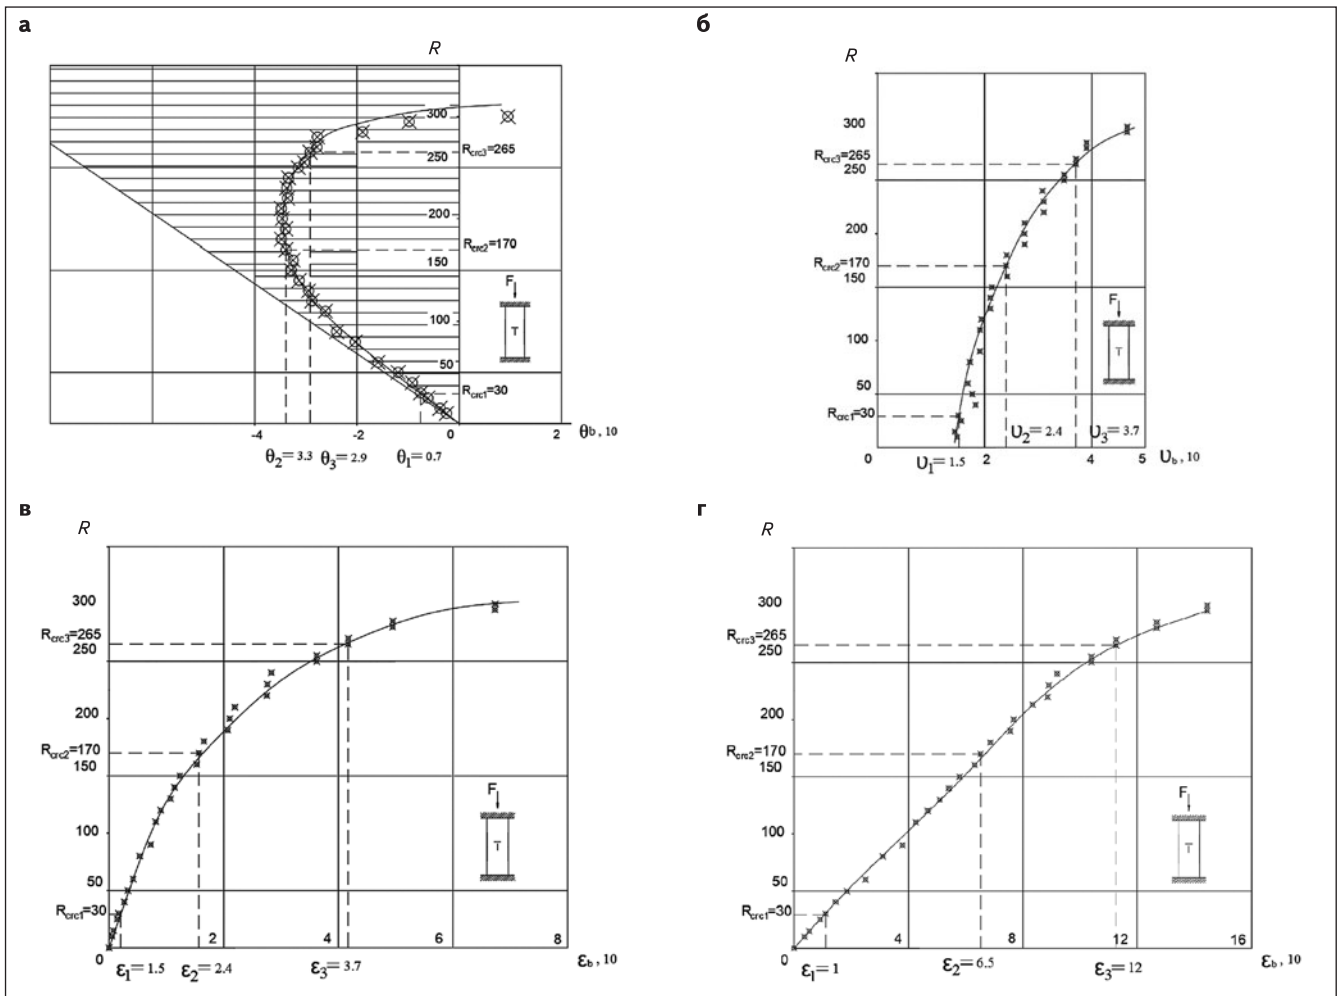 а
R
300
Rcrc3=265
250
200
Rcrc2=170
150
F
T
100
50
Rcrc1=30
-4
-2
0
2
θb, 10
θ2=3.3
θ3=2.9
θ1=0.7
б
R
300
Rcrc3=265
250
200
Rcrc2=170
150
F
T
100
50
Rcrc1=30
υ2=2.4
υ3=3.7
0
υ1=1.5
2
4
5
υb, 10
в
R
300
Rcrc3=265
250
200
Rcrc2=170
150
F
T
100
50
Rcrc1=30
0
2
4
6
8
ε1=1.5
ε2=2.4
ε3=3.7
εb, 10
г
R
300
Rcrc3=265
250
200
Rcrc2=170
150
F
T
100
50
Rcrc1=30
0
4
8
12
16
ε1=1
ε2=6.5
ε3=12
εb, 10